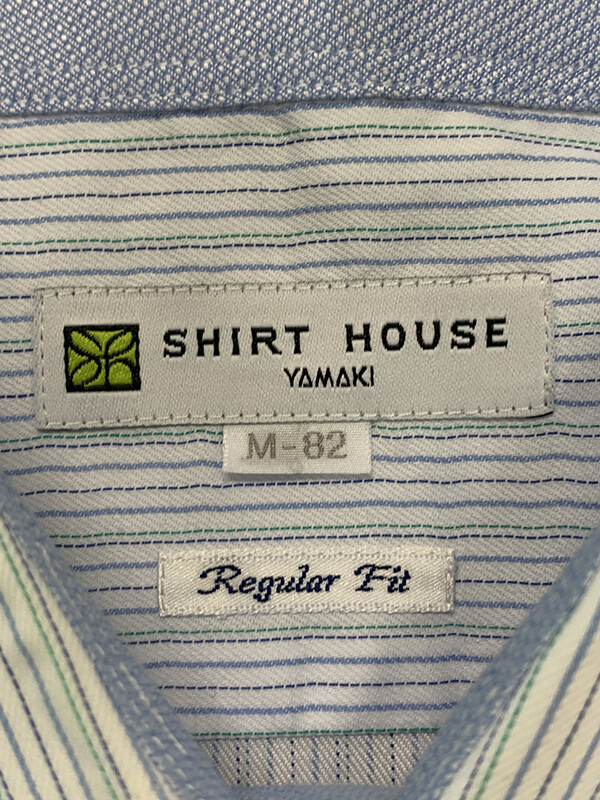 SHIRT HOUSE
YAMAKI
M-82
Regular Fit